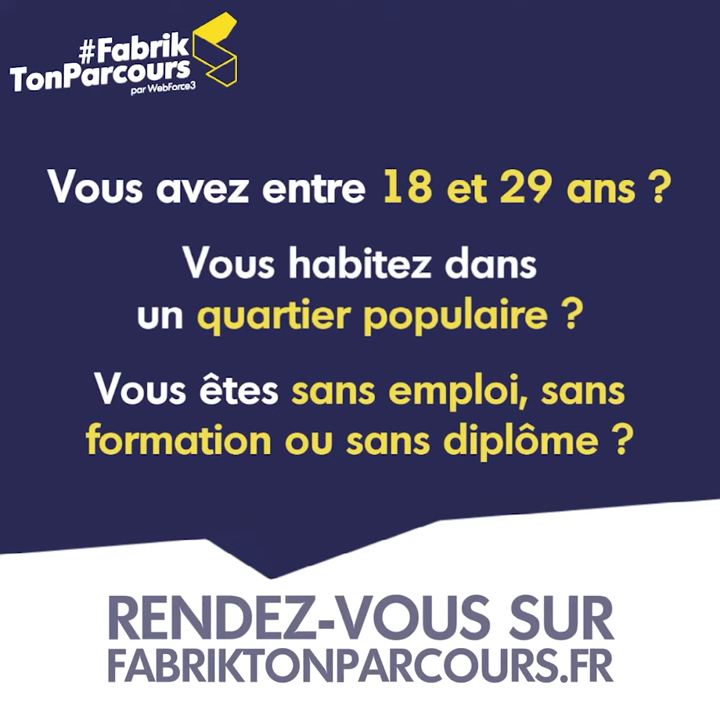 #Fabrik
TonParcours
par WebForce3
Vous avez entre 18 et 29 ans ?
Vous habitez dans
un quartier populaire ?
Vous êtes sans emploi, sans
formation ou sans diplôme ?
RENDEZ-VOUS SUR
FABRIKTONPARCOURS.FR